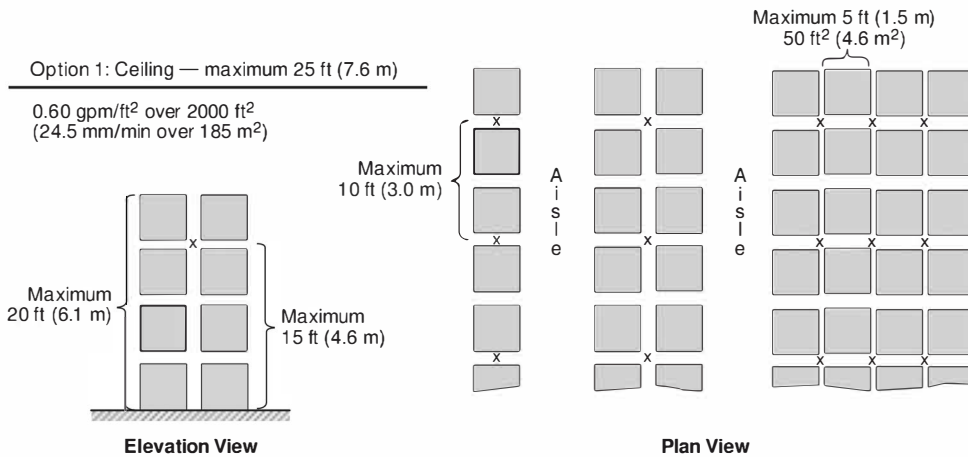 Option 1: Ceiling — maximum 25 ft (7.6 m)
0.60 gpm/ft² over 2000 ft²
(24.5 mm/min over 185 m²)
Maximum
20 ft (6.1 m)
x
Maximum
15 ft (4.6 m)
Elevation View
Maximum 5 ft (1.5 m)
50 ft² (4.6 m²)
x
x
x x x
Maximum
10 ft (3.0 m)
Aisle
Aisle
x
x
x x x
x
x
x x x
Plan View